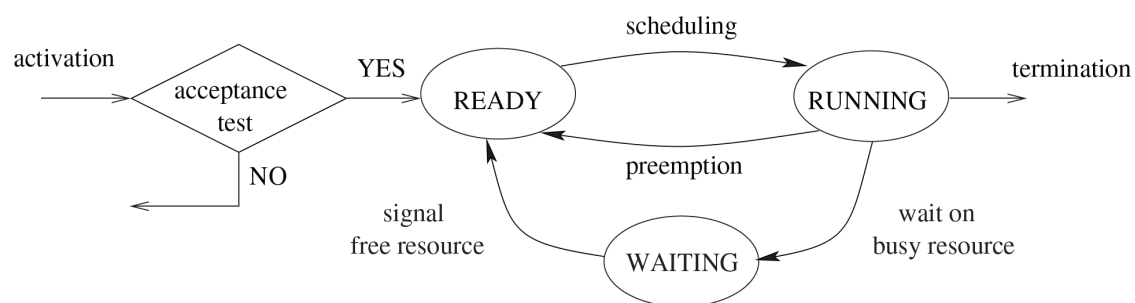 scheduling
activation
YES
termination
acceptance
test
READY
RUNNING
NO
preemption
signal
free resource
wait on
busy resource
WAITING